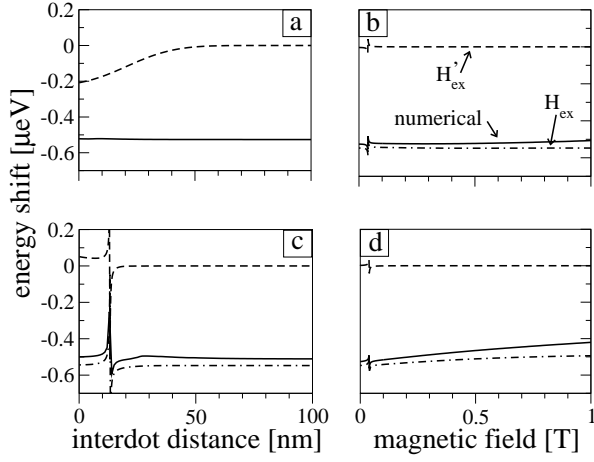 energy shift [μeV]
0.2
0
-0.2
-0.4
-0.6
a
b
H'ex
Hex
numerical
0.2
0
-0.2
-0.4
-0.6
c
d
0
50
100
0
0.5
1
interdot distance [nm]
magnetic field [T]